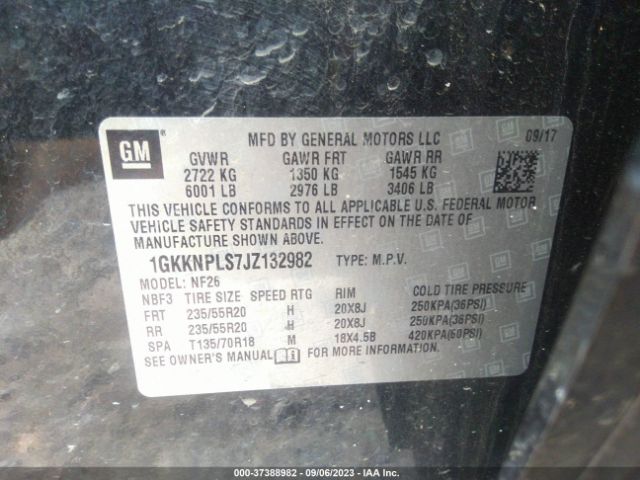 GM ® MFD BY GENERAL MOTORS LLC 09/17
GVWR GAWR FRT GAWR RR
2722 KG 1350 KG 1545 KG
6001 LB 2976 LB 3406 LB
THIS VEHICLE CONFORMS TO ALL APPLICABLE U.S. FEDERAL MOTOR
VEHICLE SAFETY STANDARDS IN EFFECT ON THE DATE OF
MANUFACTURE SHOWN ABOVE.
1GKKNPLS7JZ132982 TYPE: M.P.V.
MODEL: NF26
NBF3 TIRE SIZE SPEED RTG RIM COLD TIRE PRESSURE
FRT 235/55R20 H 20X8J 250KPA(36PSI)
RR 235/55R20 H 20X8J 250KPA(36PSI)
SPA T135/70R18 M 18X4.5B 420KPA(60PSI)
SEE OWNER'S MANUAL FOR MORE INFORMATION.
000-37388982 - 09/06/2023 - IAA Inc.